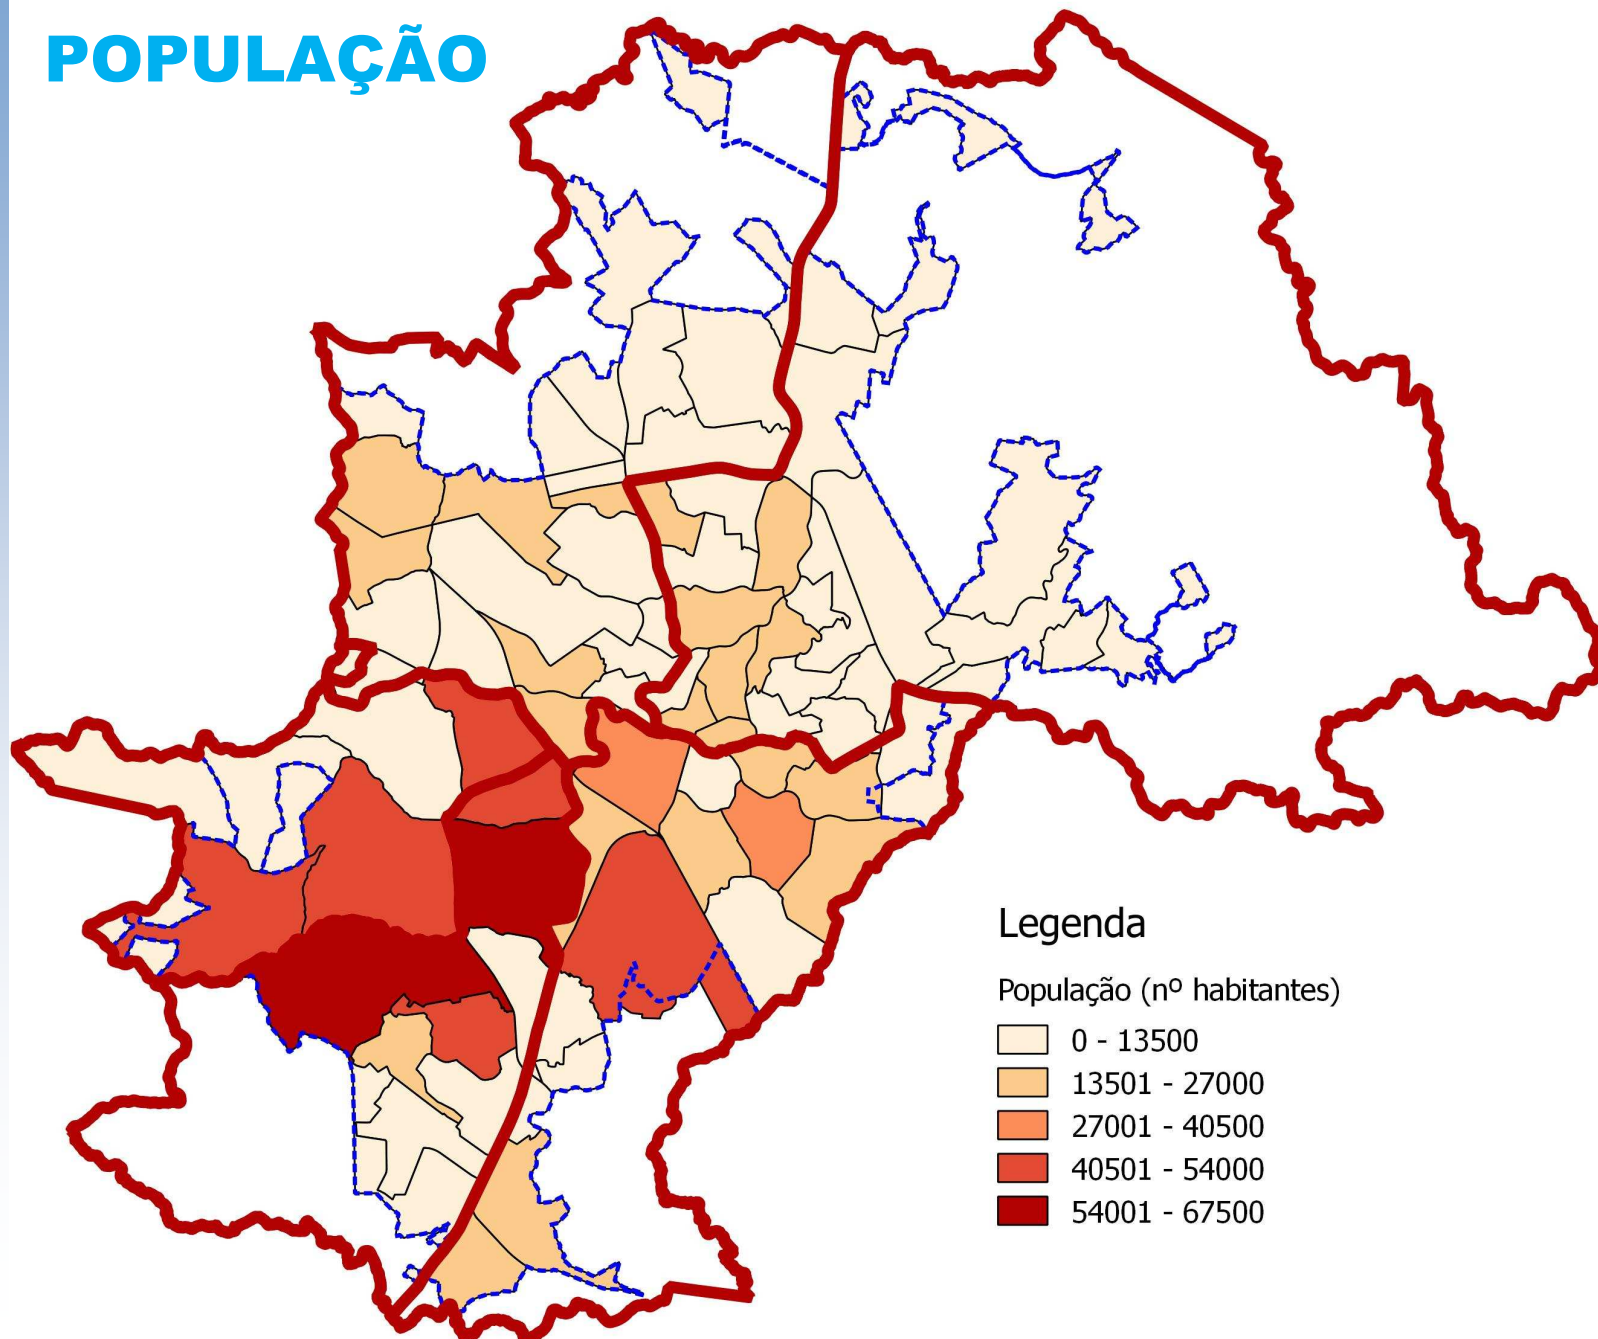 POPULAÇÃO
Legenda
População (nº habitantes)
0 - 13500
13501 - 27000
27001 - 40500
40501 - 54000
54001 - 67500